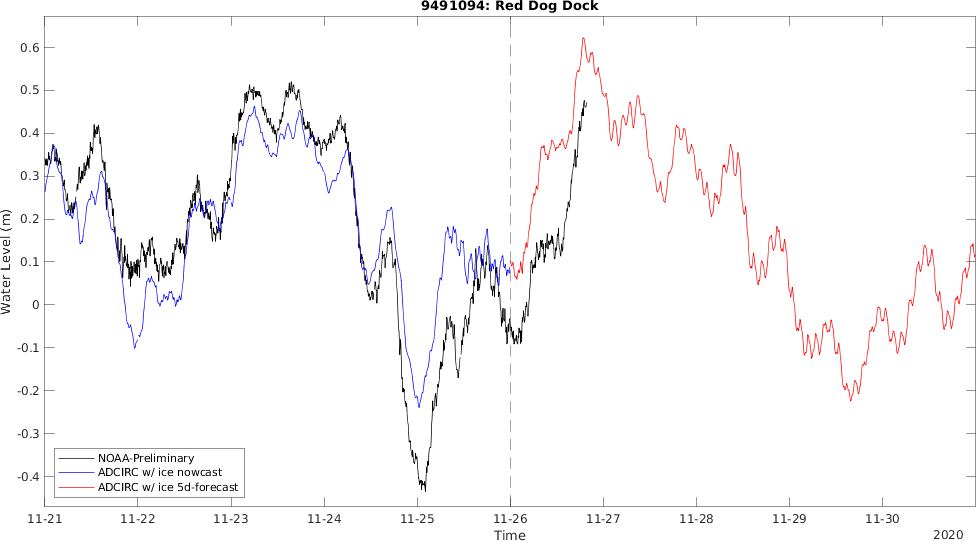 9491094: Red Dog Dock
Water Level (m)
0.6
0.5
0.4
0.3
0.2
0.1
0
-0.1
-0.2
-0.3
-0.4
NOAA-Preliminary
ADCIRC w/ ice nowcast
ADCIRC w/ ice 5d-forecast
11-21 11-22 11-23 11-24 11-25 11-26 11-27 11-28 11-29 11-30
Time
2020